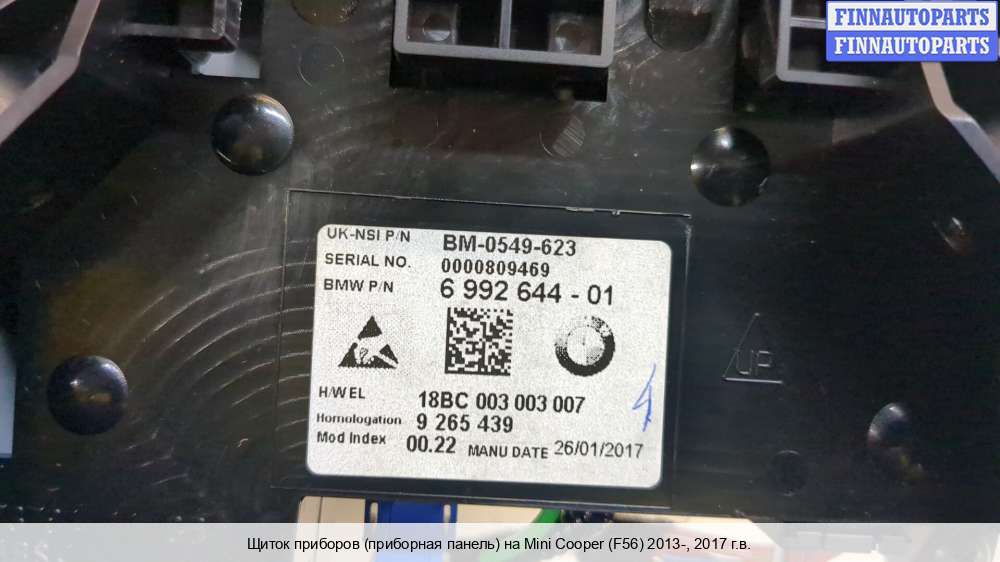 FINNAUTOPARTS
FINNAUTOPARTS
UK-NSI P/N BM-0549-623
SERIAL NO. 0000809469
BMW P/N 6 992 644 - 01
H/W EL 18BC 003 003 007
Homologation 9 265 439
Mod Index 00.22 MANU DATE 26/01/2017
UP
Щиток приборов (приборная панель) на Mini Cooper (F56) 2013-, 2017 г.в.